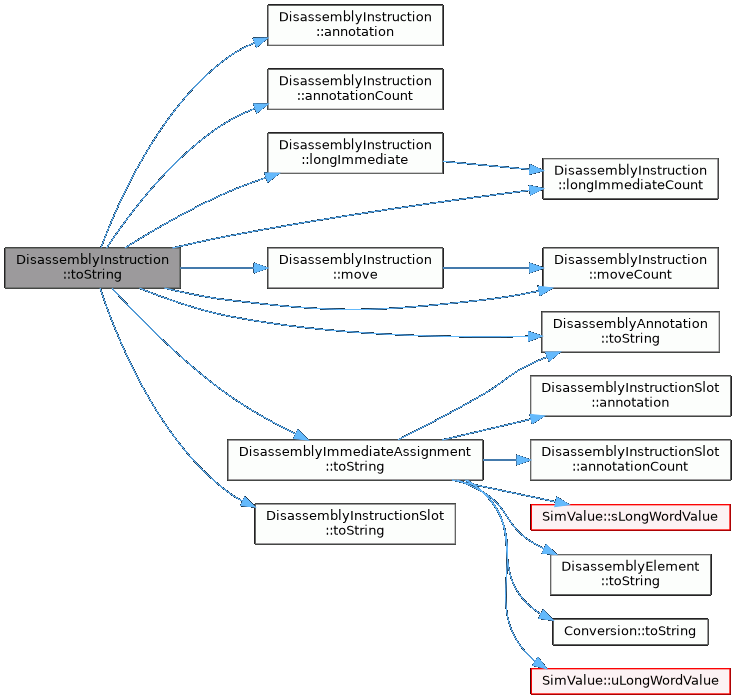 DisassemblyInstruction
::annotation
DisassemblyInstruction
::annotationCount
DisassemblyInstruction
::longImmediate
DisassemblyInstruction
::longImmediateCount
DisassemblyInstruction
::toString
DisassemblyInstruction
::move
DisassemblyInstruction
::moveCount
DisassemblyAnnotation
::toString
DisassemblyInstructionSlot
::annotation
DisassemblyImmediateAssignment
::toString
DisassemblyInstructionSlot
::annotationCount
DisassemblyInstructionSlot
::toString
SimValue::sLongWordValue
DisassemblyElement
::toString
Conversion::toString
SimValue::uLongWordValue